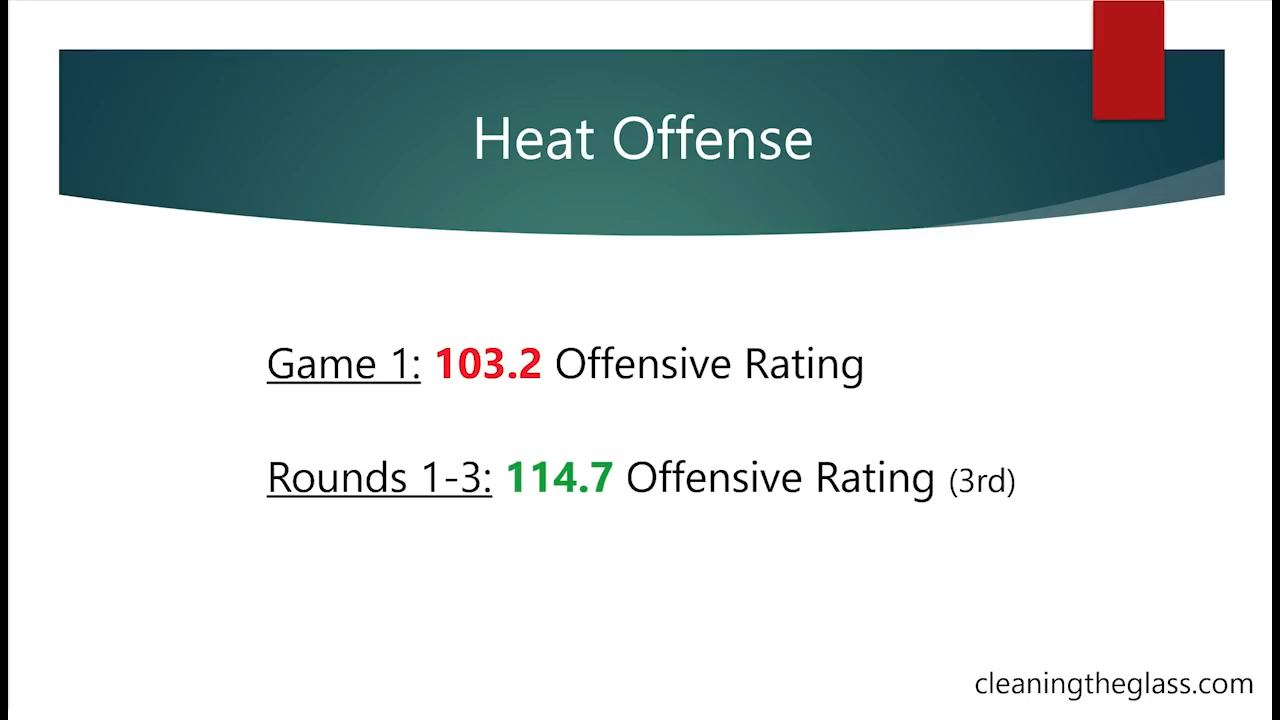 Heat Offense
Game 1: 103.2 Offensive Rating
Rounds 1-3: 114.7 Offensive Rating (3rd)
cleaningtheglass.com